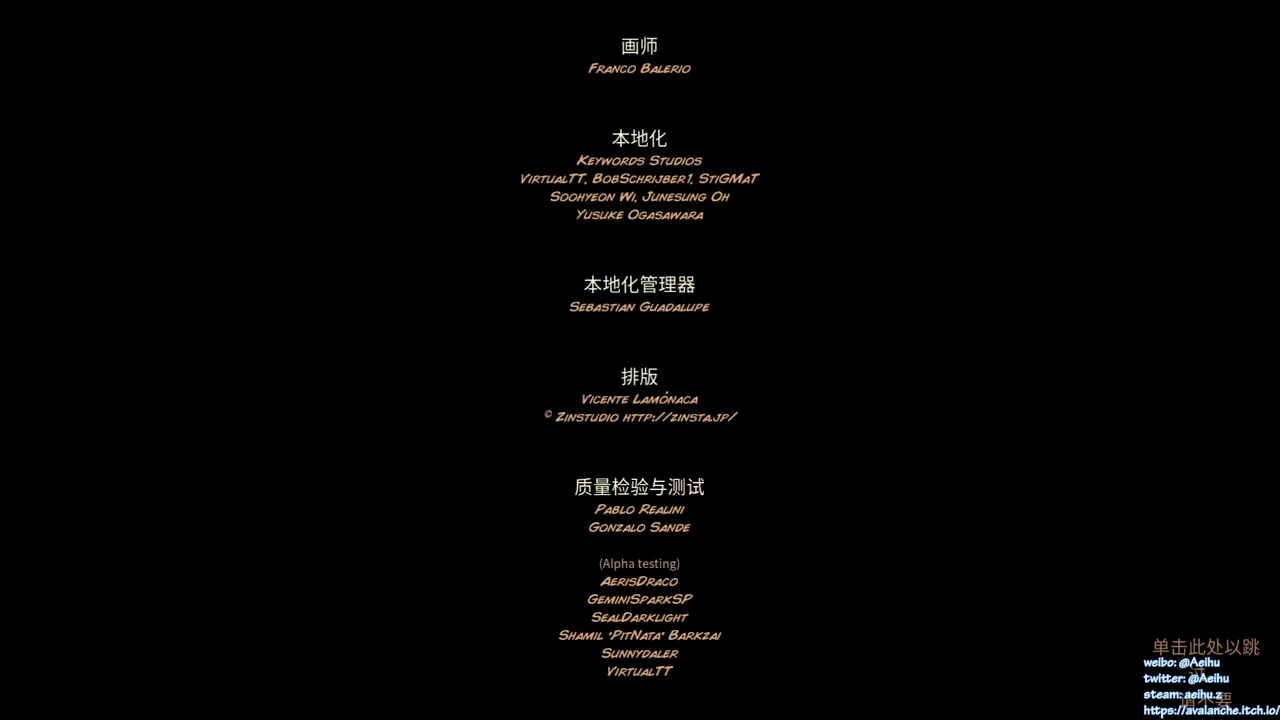 画师
Franco Balerio
本地化
Keywords Studios
VirtualTT, BobSchrijber1, StiGMaT
Soohyeon Wi, Junesung Oh
Yusuke Ogasawara
本地化管理器
Sebastian Guadalupe
排版
Vicente Lamónaca
© Zinstudio http://zinsta.jp/
质量检验与测试
Pablo Realini
Gonzalo Sande
(Alpha testing)
AerisDraco
GeminiSparkSP
SealDarklight
Shamil 'PitNata' Barkzai
Sunnydaler
VirtualTT
单击此处以跳
weibo: @Aeihu
twitter: @Aeihu
steam: aeihu.z
https://avalanche.itch.io/